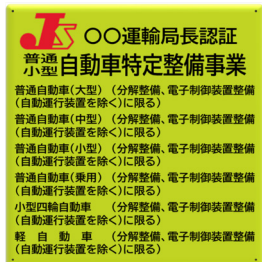 JS 〇〇運輸局長認証
普通
小型 自動車特定整備事業
普通自動車(大型) (分解整備、電子制御装置整備
(自動運行装置を除く)に限る)
普通自動車(中型) (分解整備、電子制御装置整備
(自動運行装置を除く)に限る)
普通自動車(小型) (分解整備、電子制御装置整備
(自動運行装置を除く)に限る)
普通自動車(乗用) (分解整備、電子制御装置整備
(自動運行装置を除く)に限る)
小型四輪自動車 (分解整備、電子制御装置整備
(自動運行装置を除く)に限る)
軽自動車 (分解整備、電子制御装置整備
(自動運行装置を除く)に限る)